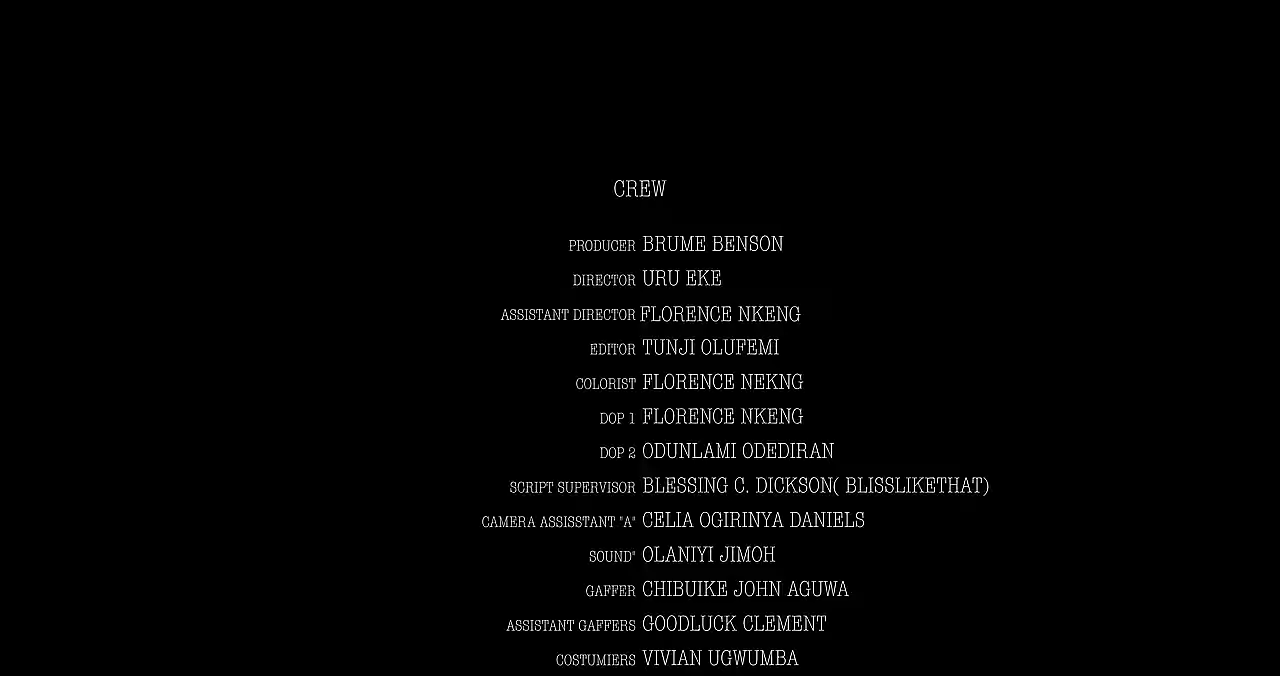 CREW
PRODUCER BRUME BENSON
DIRECTOR URU EKE
ASSISTANT DIRECTOR FLORENCE NKENG
EDITOR TUNJI OLUFEMI
COLORIST FLORENCE NEKNG
DOP 1 FLORENCE NKENG
DOP 2 ODUNLAMI ODEDIRAN
SCRIPT SUPERVISOR BLESSING C. DICKSON( BLISSLIKETHAT)
CAMERA ASSISSTANT "A" CELIA OGIRINYA DANIELS
SOUND" OLANIYI JIMOH
GAFFER CHIBUIKE JOHN AGUWA
ASSISTANT GAFFERS GOODLUCK CLEMENT
COSTUMIERS VIVIAN UGWUMBA